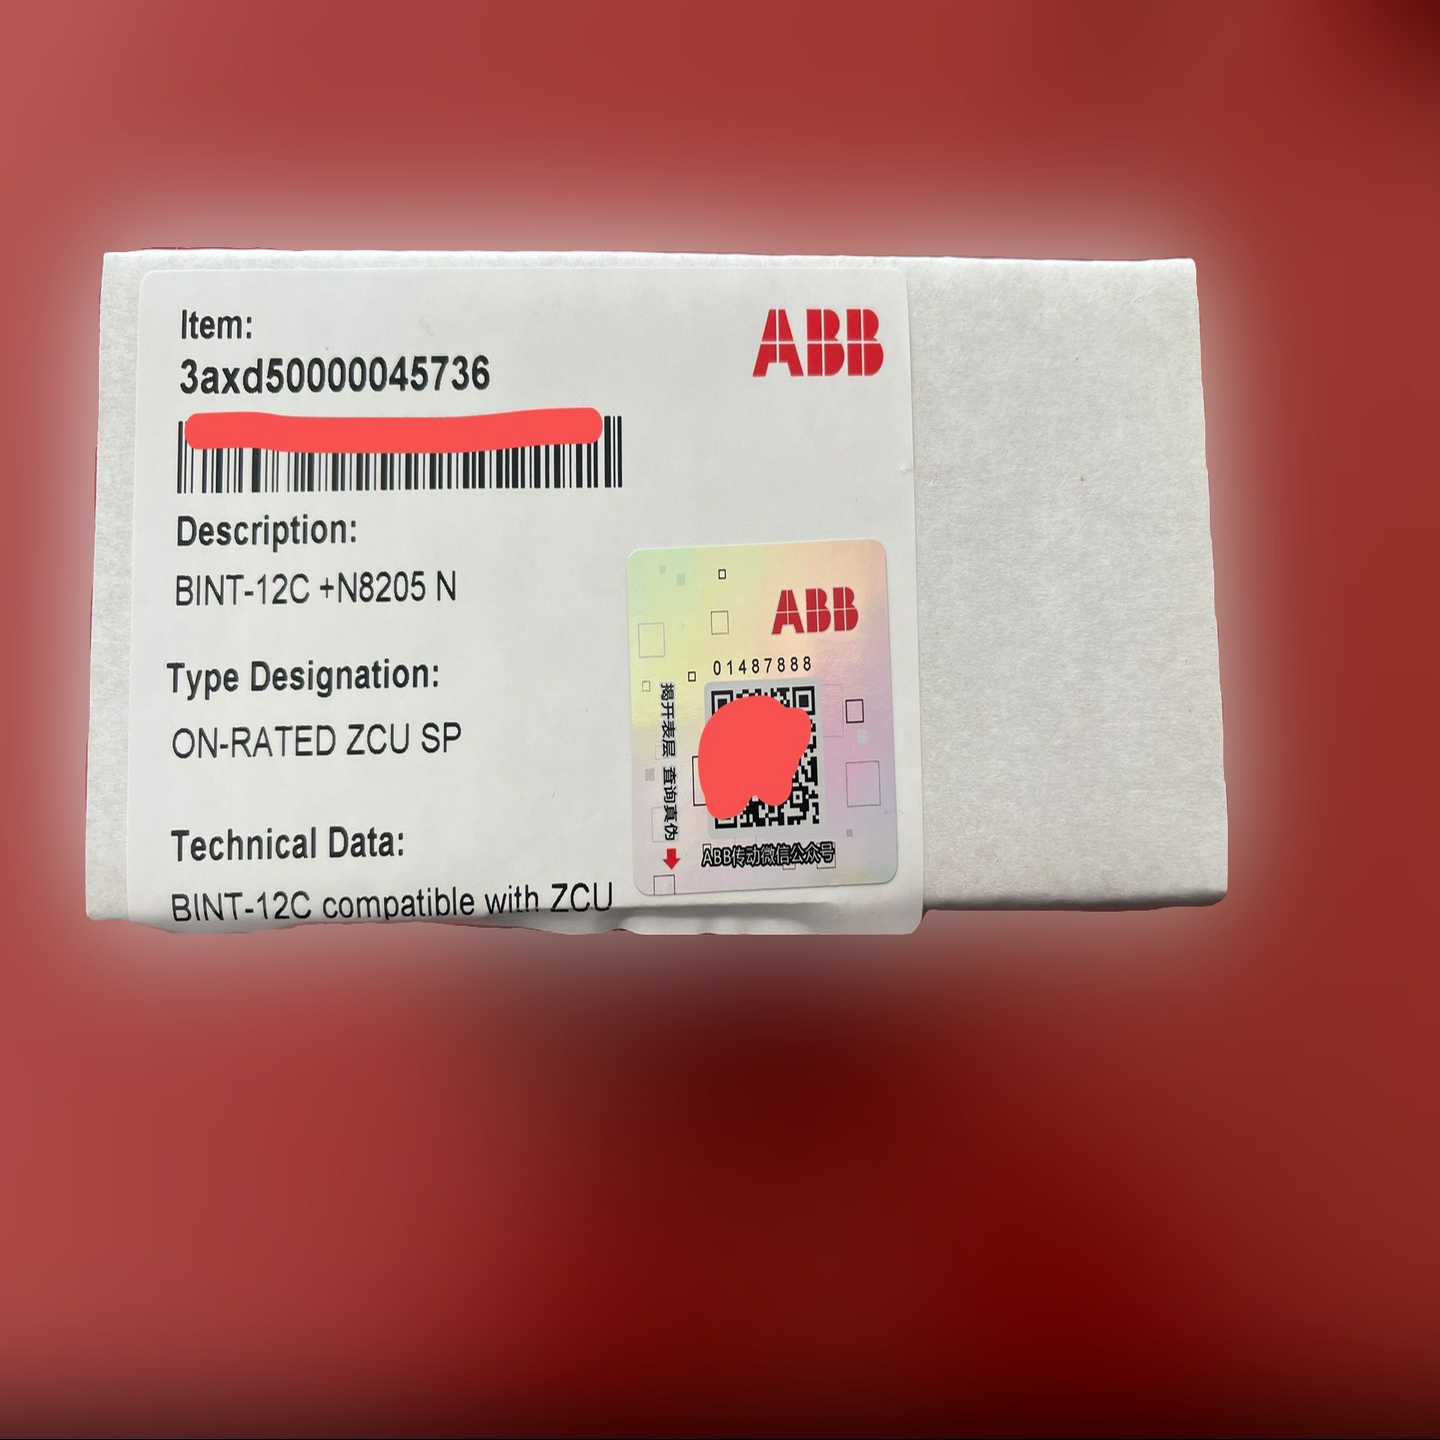 Item:
3axd50000045736
ABB
Description:
BINT-12C +N8205 N
Type Designation:
ON-RATED ZCU SP
Technical Data:
BINT-12C compatible with ZCU
ABB
01487888
揭开表层 查询真伪
ABB传动微信公众号